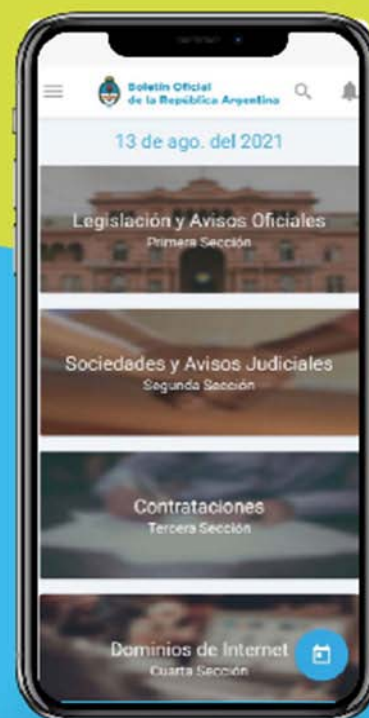 Boletín Oficial
de la República Argentina
13 de ago. del 2021
Legislación y Avisos Oficiales
Primera Sección
Sociedades y Avisos Judiciales
Segunda Sección
Contrataciones
Tercera Sección
Dominios de Internet
Cuarta Sección